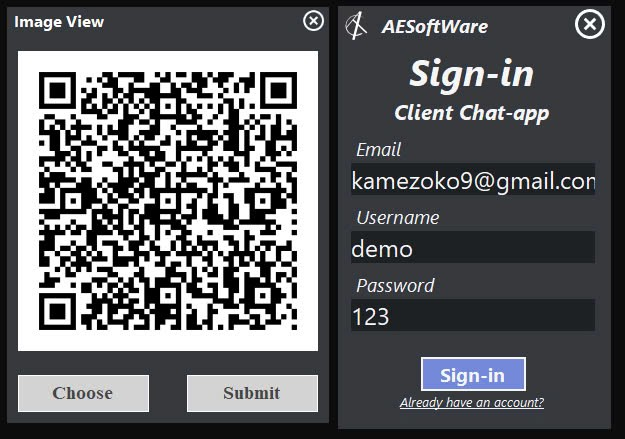 Image View
Choose
Submit
AESoftWare
Sign-in
Client Chat-app
Email
kamezoko9@gmail.com
Username
demo
Password
123
Sign-in
Already have an account?